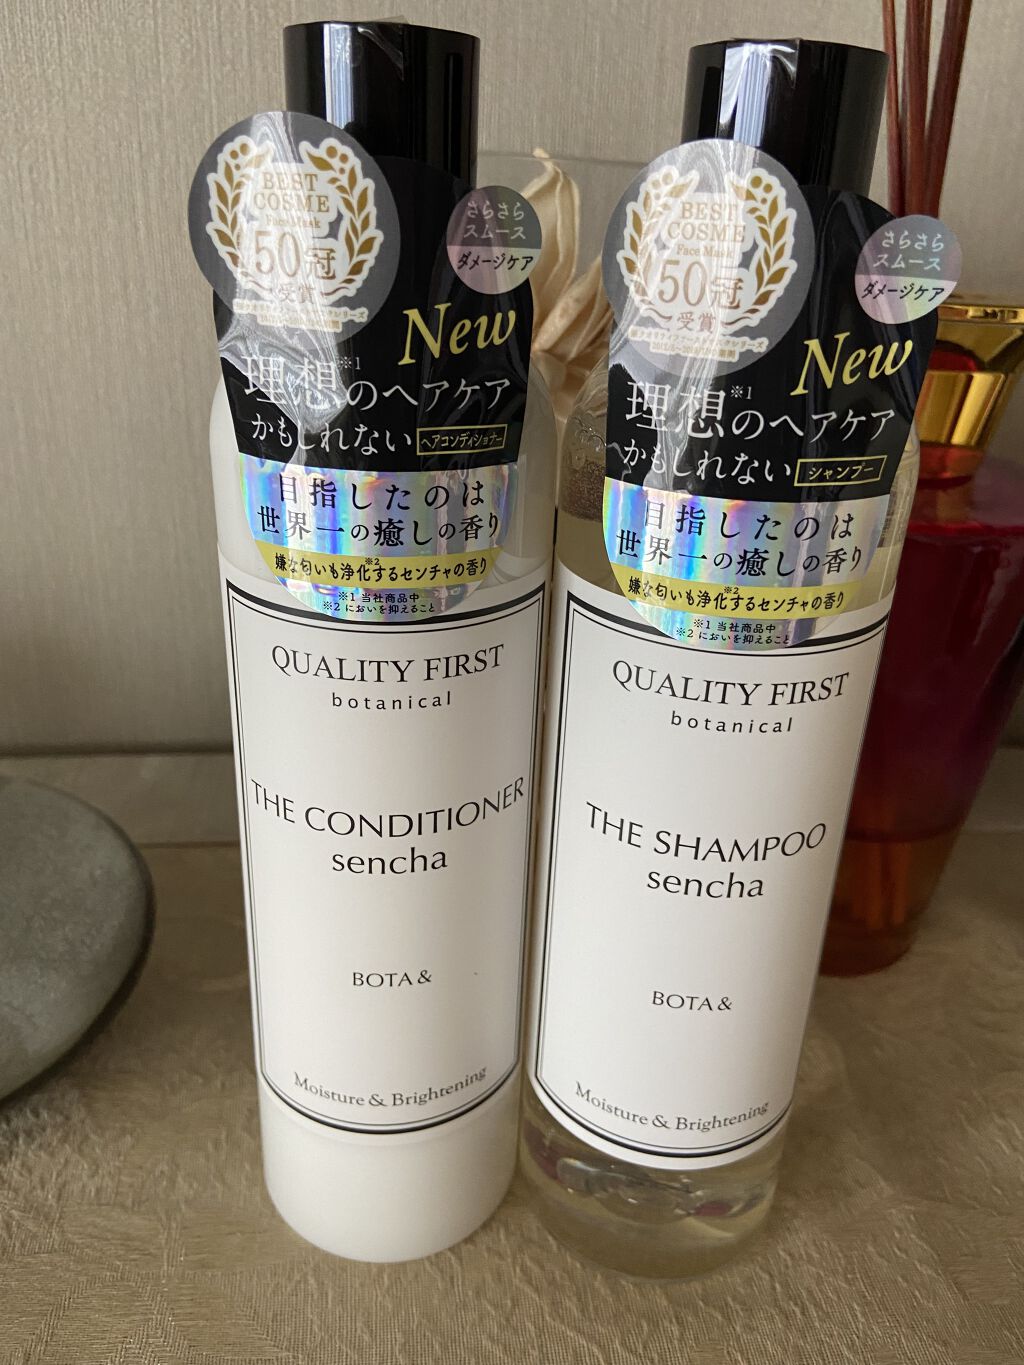 BEST
COSME
Face Mask
50冠
受賞
さらさら
スムース
ダメージケア
New
理想※1のヘアケア
かもしれない ヘアコンディショナー
目指したのは
世界一の癒しの香り
嫌な匂いも浄化※2するセンチャの香り
※1 当社商品中
※2 においを抑えること
QUALITY FIRST
botanical
THE CONDITIONER
sencha
BOTA &
Moisture & Brightening
BEST
COSME
Face Mask
50冠
受賞
さらさら
スムース
ダメージケア
New
理想※1のヘアケア
かもしれない シャンプー
目指したのは
世界一の癒しの香り
嫌な匂いも浄化※2するセンチャの香り
※1 当社商品中
※2 においを抑えること
QUALITY FIRST
botanical
THE SHAMPOO
sencha
BOTA &
Moisture & Brightening